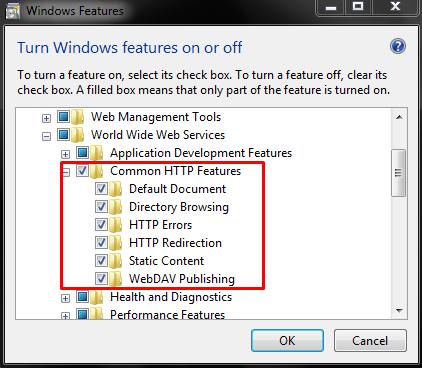 Windows Features
Turn Windows features on or off
To turn a feature on, select its check box. To turn a feature off, clear its
check box. A filled box means that only part of the feature is turned on.
Web Management Tools
World Wide Web Services
Application Development Features
Common HTTP Features
Default Document
Directory Browsing
HTTP Errors
HTTP Redirection
Static Content
WebDAV Publishing
Health and Diagnostics
Performance Features
OK
Cancel